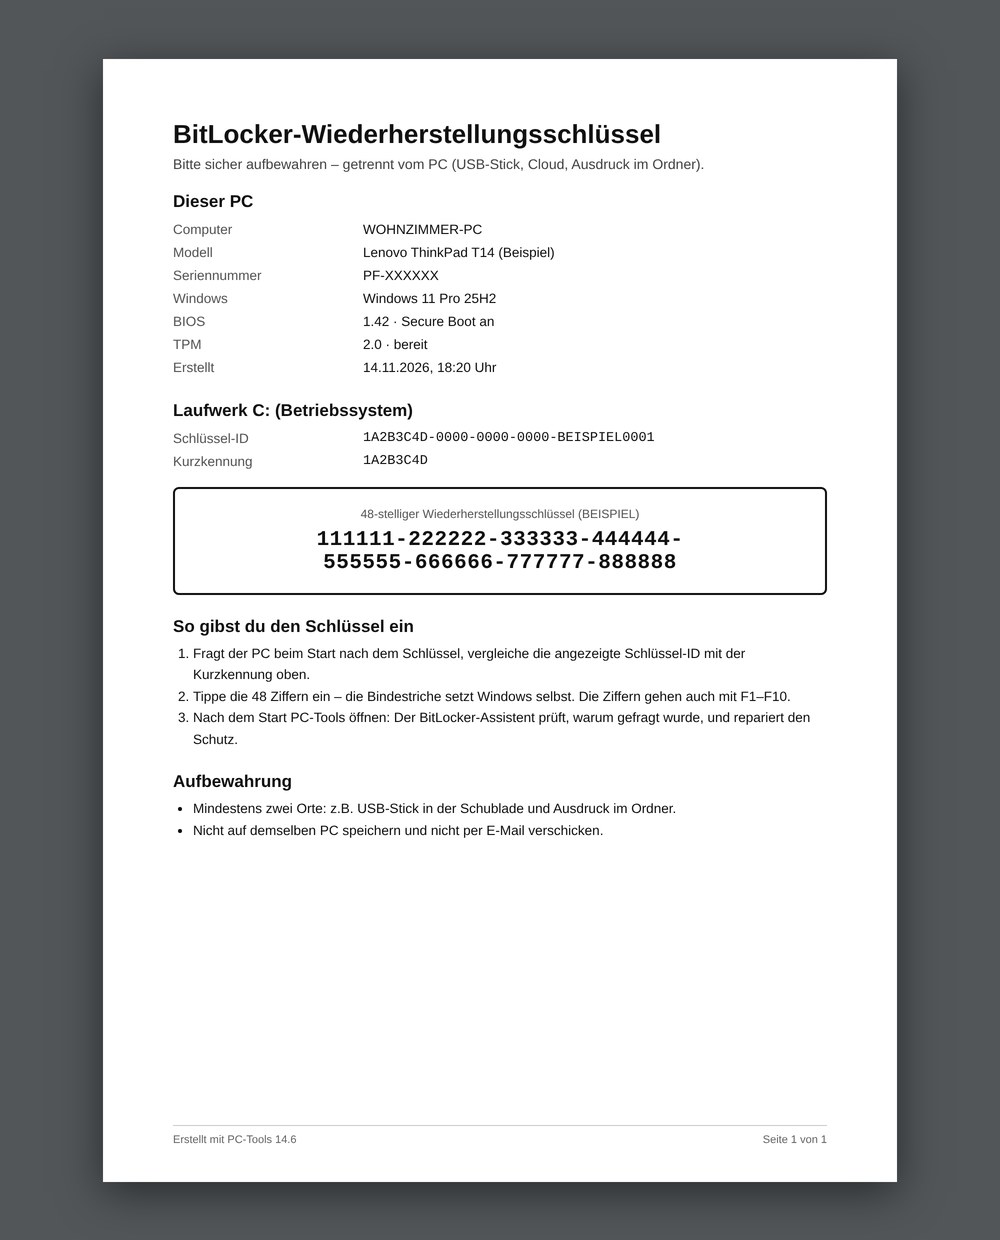 BitLocker-Wiederherstellungsschlüssel
Bitte sicher aufbewahren – getrennt vom PC (USB-Stick, Cloud, Ausdruck im Ordner).
Dieser PC
Computer WOHNZIMMER-PC
Modell Lenovo ThinkPad T14 (Beispiel)
Seriennummer PF-XXXXXX
Windows Windows 11 Pro 25H2
BIOS 1.42 · Secure Boot an
TPM 2.0 · bereit
Erstellt 14.11.2026, 18:20 Uhr
Laufwerk C: (Betriebssystem)
Schlüssel-ID 1A2B3C4D-0000-0000-0000-BEISPIEL0001
Kurzkennung 1A2B3C4D
48-stelliger Wiederherstellungsschlüssel (BEISPIEL)
111111-222222-333333-444444-
555555-666666-777777-888888
So gibst du den Schlüssel ein
1. Fragt der PC beim Start nach dem Schlüssel, vergleiche die angezeigte Schlüssel-ID mit der
Kurzkennung oben.
2. Tippe die 48 Ziffern ein – die Bindestriche setzt Windows selbst. Die Ziffern gehen auch mit F1–F10.
3. Nach dem Start PC-Tools öffnen: Der BitLocker-Assistent prüft, warum gefragt wurde, und repariert den
Schutz.
Aufbewahrung
• Mindestens zwei Orte: z.B. USB-Stick in der Schublade und Ausdruck im Ordner.
• Nicht auf demselben PC speichern und nicht per E-Mail verschicken.
Erstellt mit PC-Tools 14.6 Seite 1 von 1